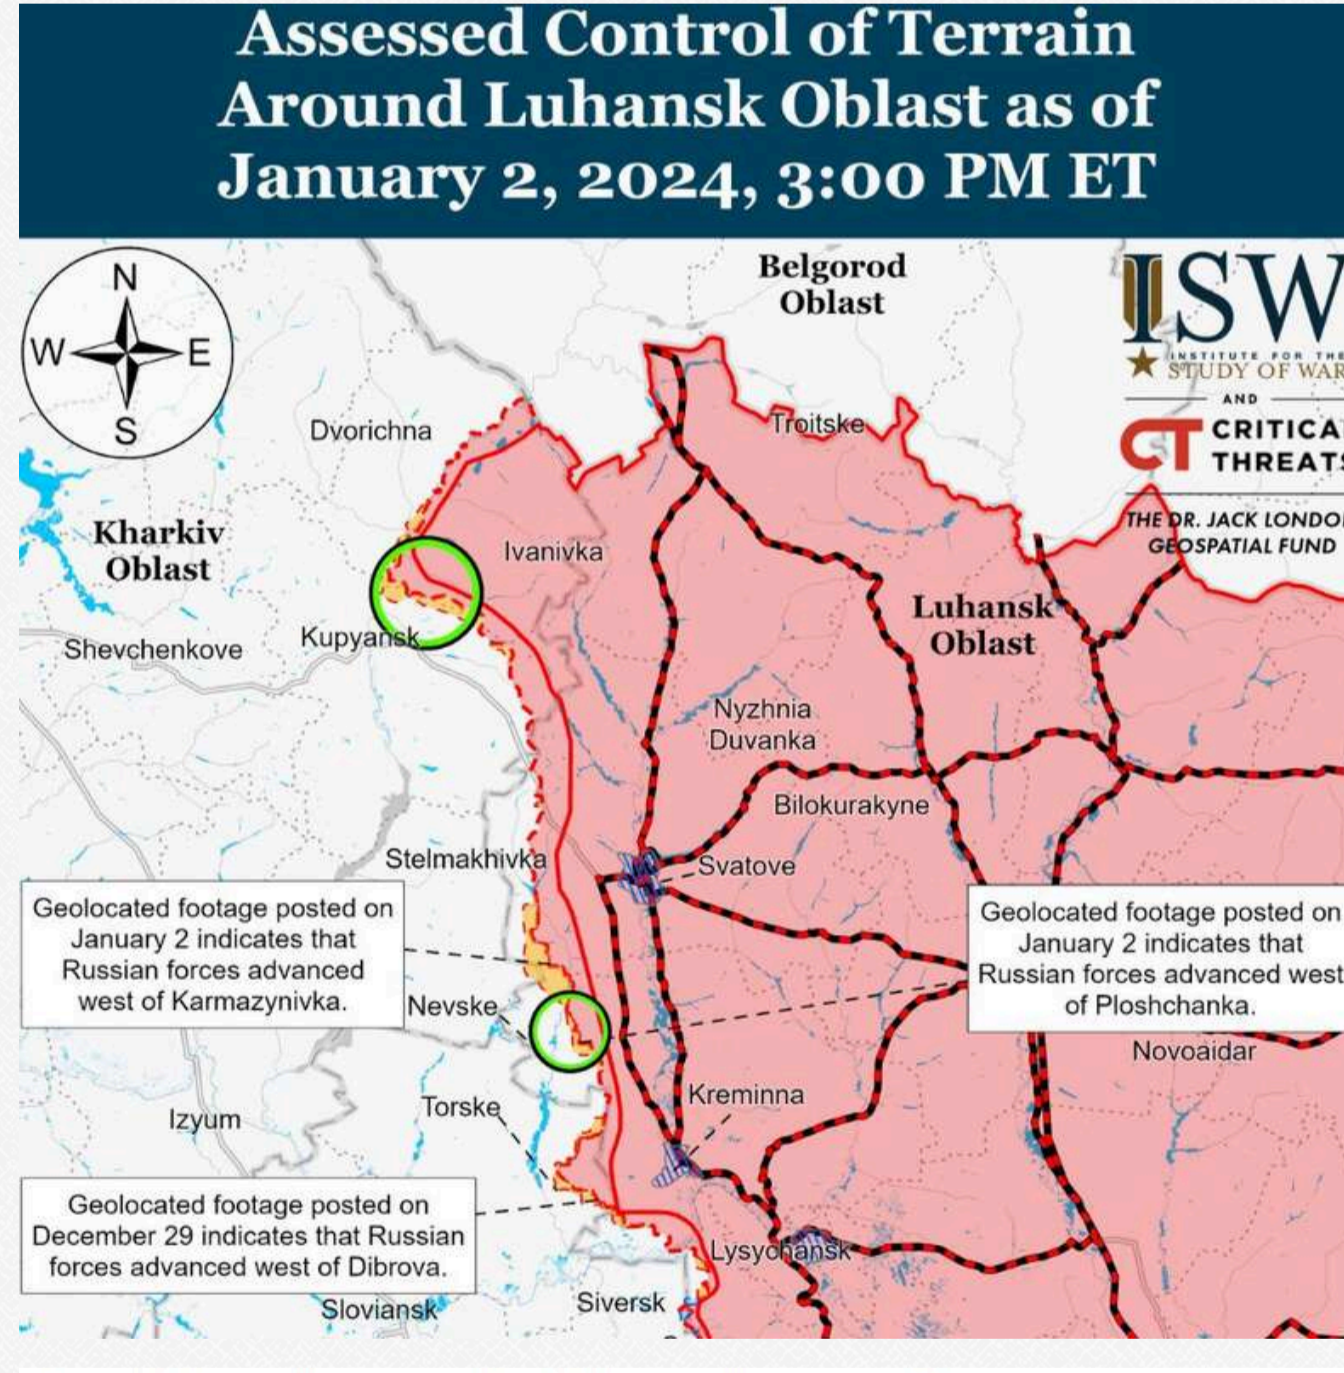 Assessed Control of Terrain
Around Luhansk Oblast as of
January 2, 2024, 3:00 PM ET
N
W
E
S
Belgorod
Oblast
ISW
INSTITUTE FOR THE
STUDY OF WAR
AND
CRITICA
THREATS
CT
THE DR. JACK LONDO
GEOSPATIAL FUND
Dvorichna
Troitske
Kharkiv
Oblast
Ivanivka
Luhansk
Oblast
Shevchenkove
Kupyansk
Nyzhnia
Duvanka
Bilokurakyne
Stelmakhivka
Svatove
Geolocated footage posted on
January 2 indicates that
Russian forces advanced
west of Karmazynivka.
Geolocated footage posted on
January 2 indicates that
Russian forces advanced west
of Ploshchanka.
Nevske
Novoaidar
Kreminna
Torske
Izyum
Geolocated footage posted on
December 29 indicates that Russian
forces advanced west of Dibrova.
Lysychansk
Siversk
Sloviansk